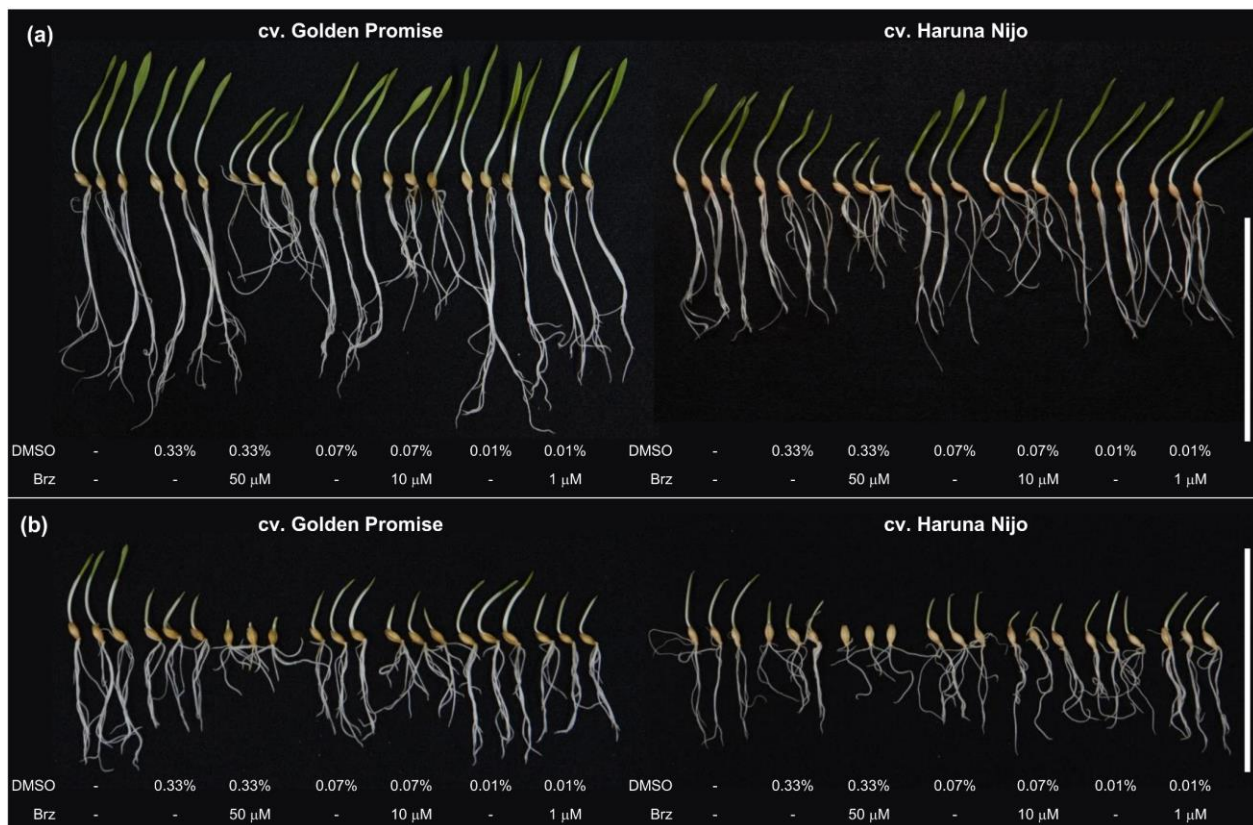 (a)
cv. Golden Promise
cv. Haruna Nijo
DMSO - 0.33% 0.33% 0.07% 0.07% 0.01% 0.01% DMSO - 0.33% 0.33% 0.07% 0.07% 0.01% 0.01%
Brz - - 50 μM - 10 μM - 1 μM Brz - - 50 μM - 10 μM - 1 μM
(b)
cv. Golden Promise
cv. Haruna Nijo
DMSO - 0.33% 0.33% 0.07% 0.07% 0.01% 0.01% DMSO - 0.33% 0.33% 0.07% 0.07% 0.01% 0.01%
Brz - - 50 μM - 10 μM - 1 μM Brz - - 50 μM - 10 μM - 1 μM